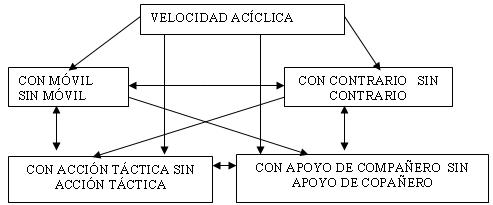 VELOCIDAD ACÍCLICA
CON MÓVIL
SIN MÓVIL
CON CONTRARIO SIN
CONTRARIO
CON ACCIÓN TÁCTICA SIN
ACCIÓN TÁCTICA
CON APOYO DE COMPAÑERO SIN
APOYO DE COPAÑERO